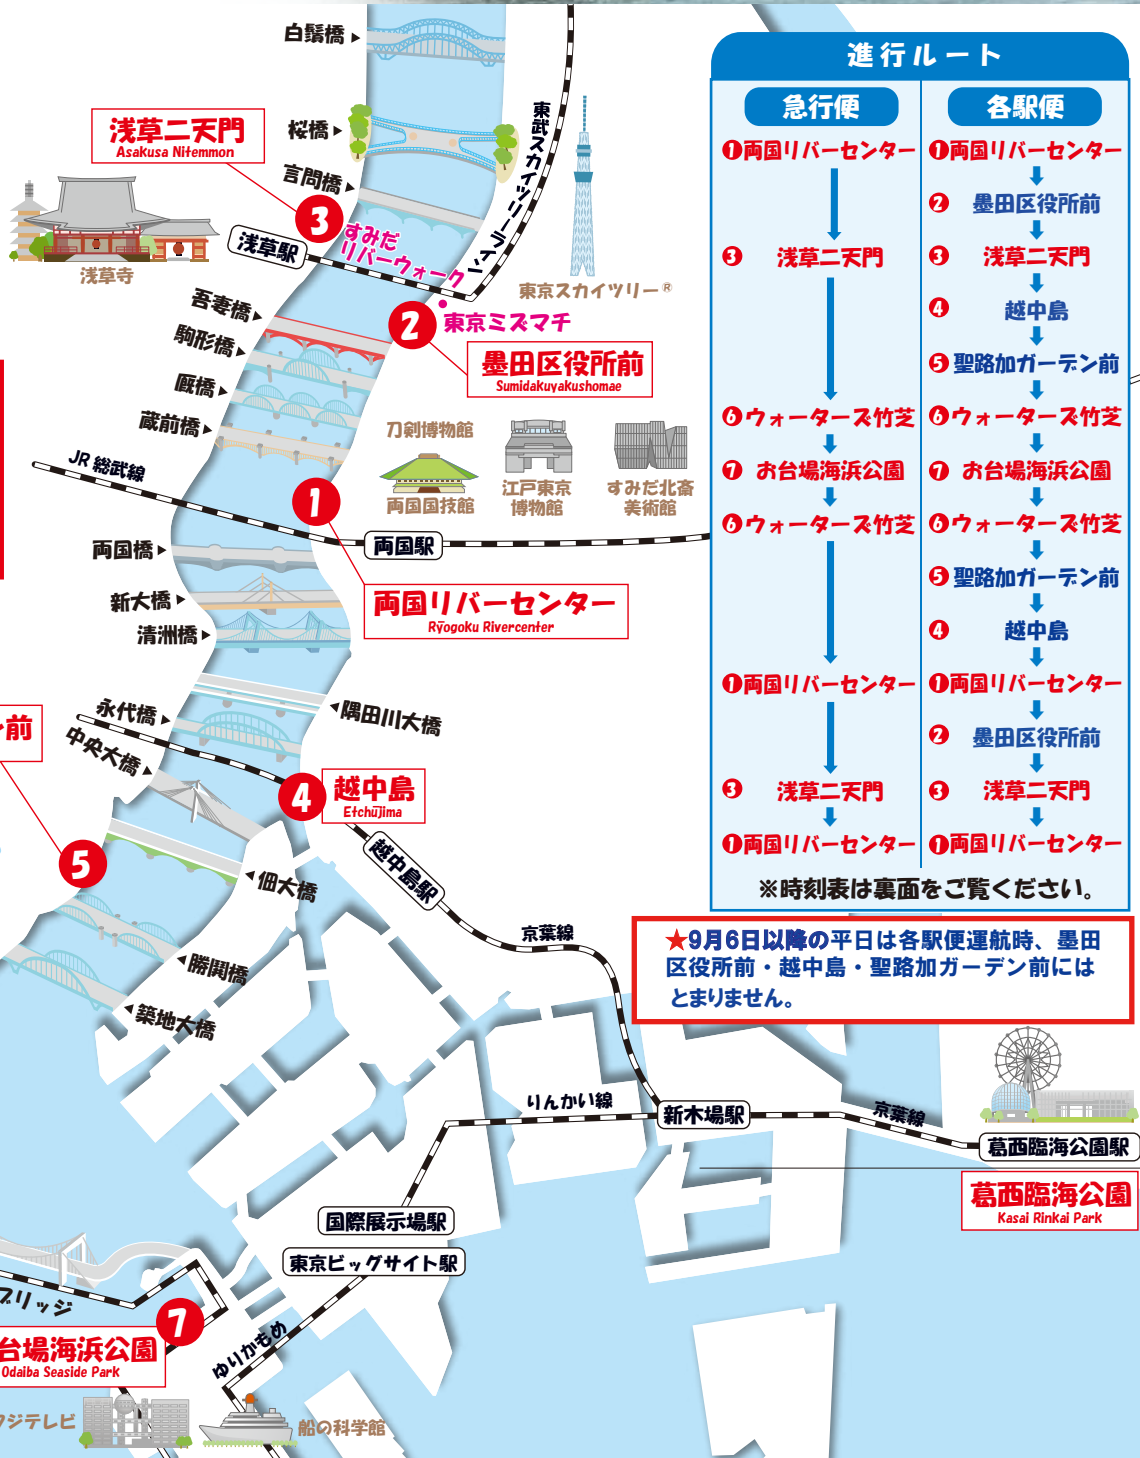 白鬚橋
桜橋
言問橋
浅草二天門
Asakusa Nitemmon
3
浅草寺
浅草駅
すみだ
リバーウォーク
東武スカイツリーライン
東京スカイツリー®
2
東京ミズマチ
墨田区役所前
Sumidakuyakushomae
吾妻橋
駒形橋
厩橋
蔵前橋
JR 総武線
刀剣博物館
両国国技館
江戸東京
博物館
すみだ北斎
美術館
1
両国駅
両国橋
両国リバーセンター
Ryōgoku Rivercenter
新大橋
清洲橋
隅田川大橋
永代橋
中央大橋
前
4
越中島
Etchūjima
5
越中島駅
佃大橋
勝鬨橋
築地大橋
京葉線
りんかい線
新木場駅
京葉線
葛西臨海公園駅
葛西臨海公園
Kasai Rinkai Park
国際展示場駅
東京ビッグサイト駅
ブリッジ
7
台場海浜公園
Odaiba Seaside Park
ゆりかもめ
フジテレビ
船の科学館
進行ルート
急行便
❶両国リバーセンター
❸ 浅草二天門
❻ウォーターズ竹芝
❼お台場海浜公園
❻ウォーターズ竹芝
❶両国リバーセンター
❸ 浅草二天門
❶両国リバーセンター
各駅便
❶両国リバーセンター
❷ 墨田区役所前
❸ 浅草二天門
❹ 越中島
❺聖路加ガーデン前
❻ウォーターズ竹芝
❼お台場海浜公園
❻ウォーターズ竹芝
❺聖路加ガーデン前
❹ 越中島
❶両国リバーセンター
❷ 墨田区役所前
❸ 浅草二天門
❶両国リバーセンター
※時刻表は裏面をご覧ください。
★9月6日以降の平日は各駅便運航時、墨田
区役所前・越中島・聖路加ガーデン前には
とまりません。